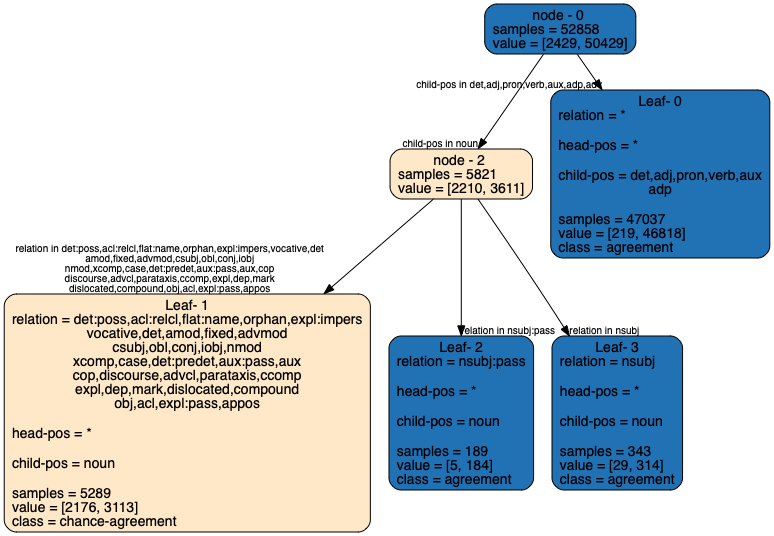 node - 0
samples = 52858
value = [2429, 50429]
child-pos in det,adj,pron,verb,aux,adp,adv
Leaf- 0
relation = *
head-pos = *
child-pos = det,adj,pron,verb,aux
adp
samples = 47037
value = [219, 46818]
class = agreement
child-pos in noun
node - 2
samples = 5821
value = [2210, 3611]
relation in det:poss,acl:relcl,flat:name,orphan,expl:impers,vocative,det
amod,fixed,advmod,csubj,obl,conj,iobj
nmod,xcomp,case,det:predet,aux:pass,aux,cop
discourse,advcl,parataxis,ccomp,expl,dep,mark
dislocated,compound,obj,acl,expl:pass,appos
Leaf- 1
relation = det:poss,acl:relcl,flat:name,orphan,expl:impers
vocative,det,amod,fixed,advmod
csubj,obl,conj,iobj,nmod
xcomp,case,det:predet,aux:pass,aux
cop,discourse,advcl,parataxis,ccomp
expl,dep,mark,dislocated,compound
obj,acl,expl:pass,appos
head-pos = *
child-pos = noun
samples = 5289
value = [2176, 3113]
class = chance-agreement
relation in nsubj:pass
Leaf- 2
relation = nsubj:pass
head-pos = *
child-pos = noun
samples = 189
value = [5, 184]
class = agreement
relation in nsubj
Leaf- 3
relation = nsubj
head-pos = *
child-pos = noun
samples = 343
value = [29, 314]
class = agreement